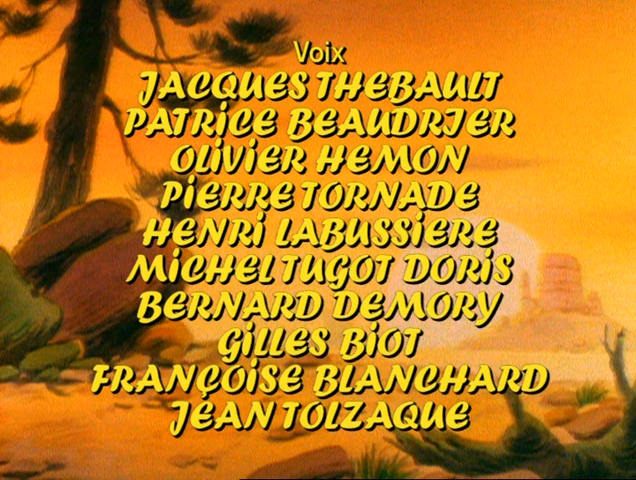 Voix
JACQUES THEBAULT
PATRICE BEAUDRIER
OLIVIER HEMON
PIERRE TORNADE
HENRI LABUSSIERE
MICHEL TUGOT DORIS
BERNARD DEMORY
GILLES BIOT
FRANÇOISE BLANCHARD
JEAN TOLZAQUE